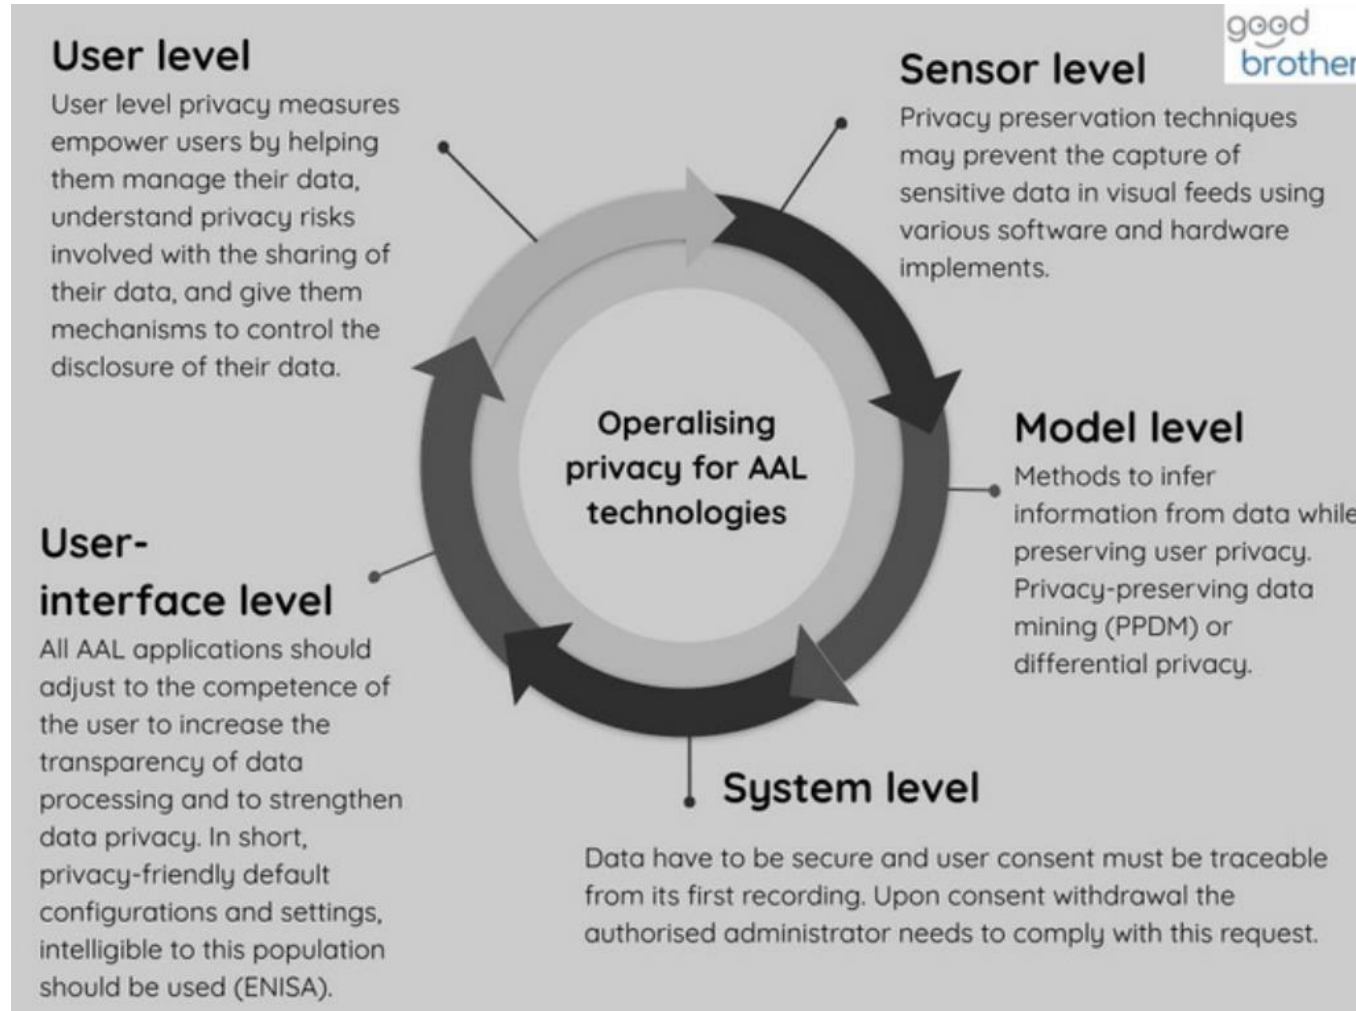 good
brother
User level
User level privacy measures
empower users by helping
them manage their data,
understand privacy risks
involved with the sharing of
their data, and give them
mechanisms to control the
disclosure of their data.
Sensor level
Privacy preservation techniques
may prevent the capture of
sensitive data in visual feeds using
various software and hardware
implements.
Operalising
privacy for AAL
technologies
Model level
Methods to infer
information from data while
preserving user privacy.
Privacy-preserving data
mining (PPDM) or
differential privacy.
User-
interface level
All AAL applications should
adjust to the competence of
the user to increase the
transparency of data
processing and to strengthen
data privacy. In short,
privacy-friendly default
configurations and settings,
intelligible to this population
should be used (ENISA).
System level
Data have to be secure and user consent must be traceable
from its first recording. Upon consent withdrawal the
authorised administrator needs to comply with this request.